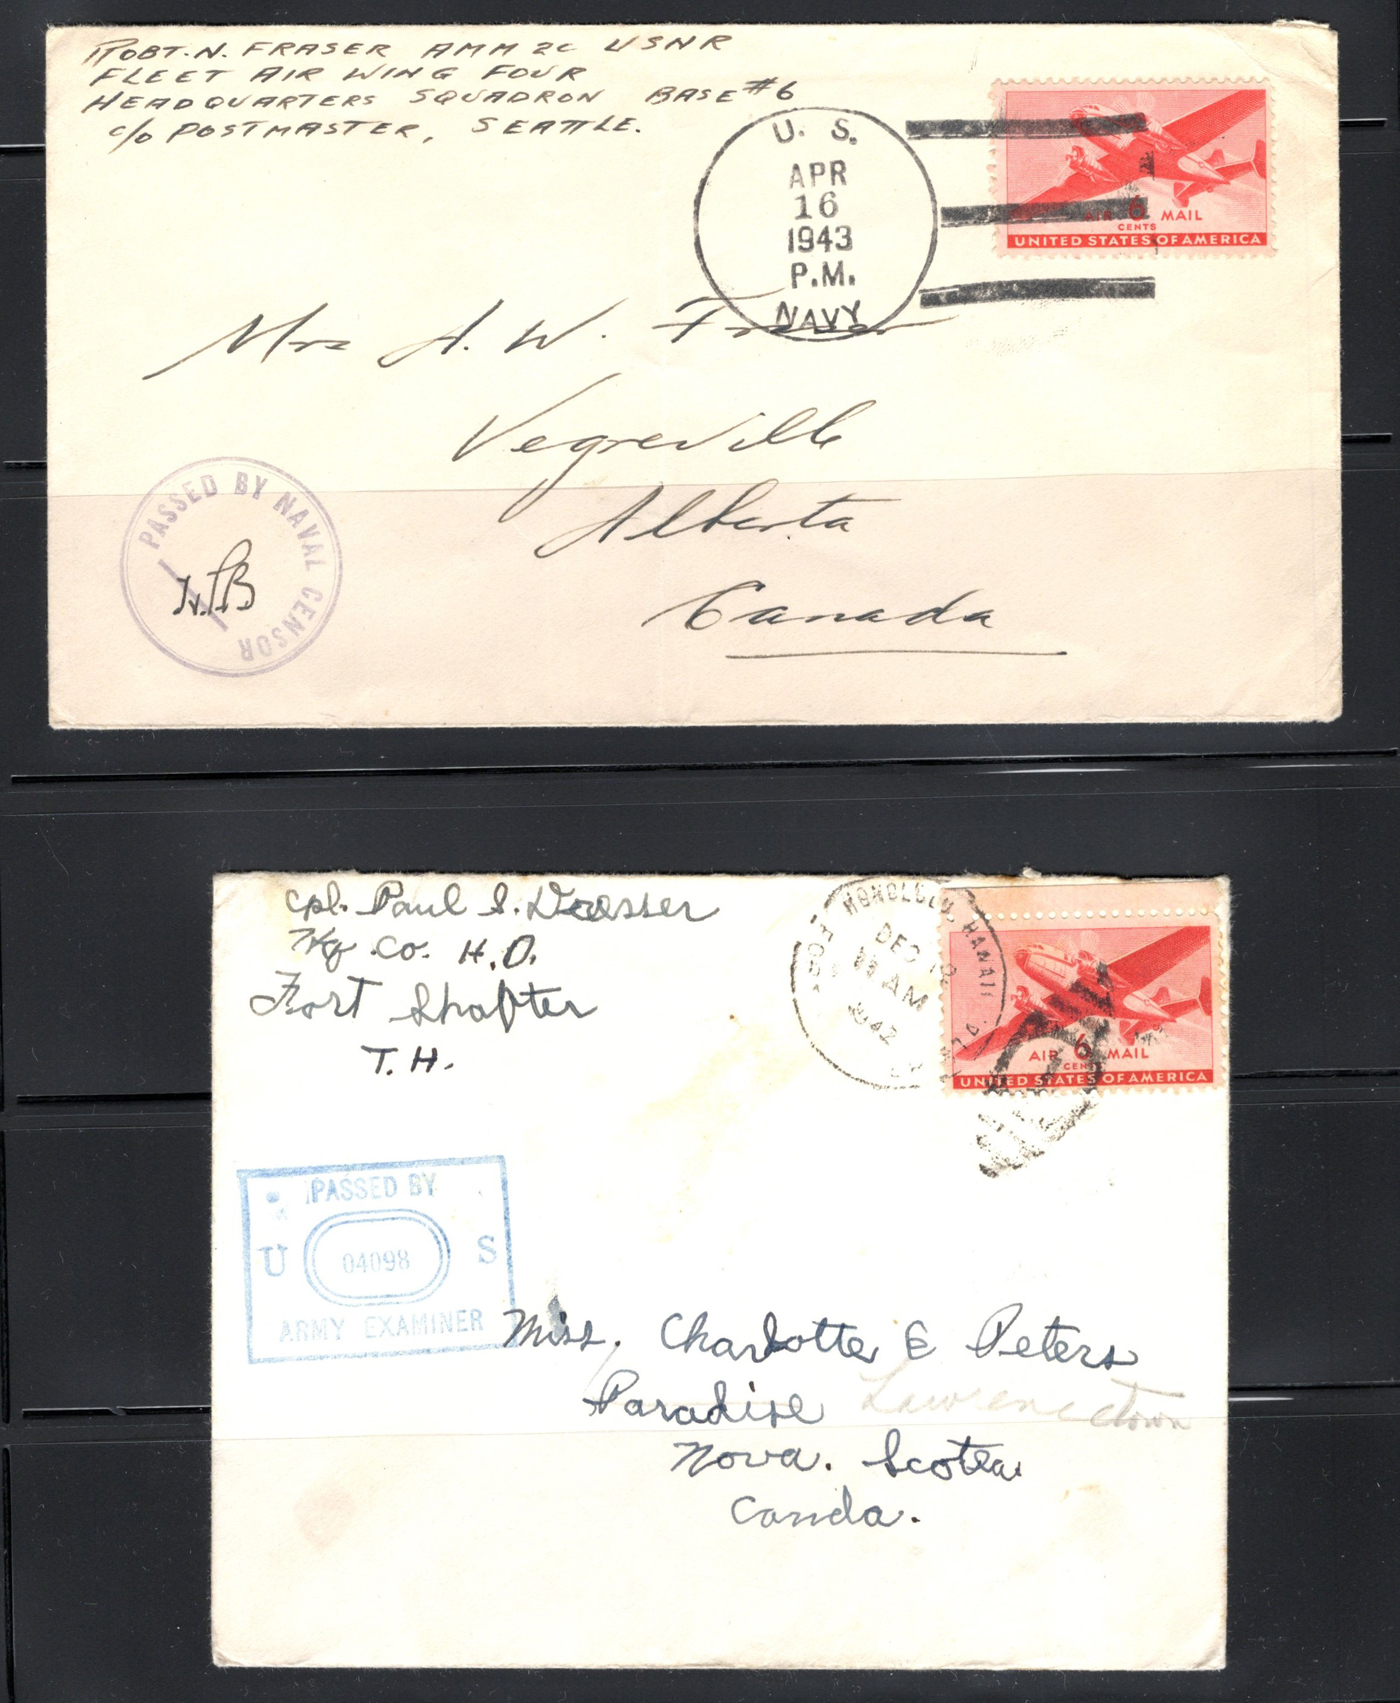 ROBT. N. FRASER AMM 2C USNR
FLEET AIR WING FOUR
HEADQUARTERS SQUADRON BASE #6
c/o POSTMASTER, SEATTLE.
U. S.
APR
16
1943
P.M.
NAVY
AIR 6 MAIL
CENTS
UNITED STATES OF AMERICA
Mrs A. W. Fraser
Vegreville
Alberta
Canada
PASSED BY NAVAL CENSOR
Cpl. Paul S. Dresser
Hq. Co. H.D.
Fort Shafter
T.H.
HONOLULU, HAWAII
DEC 12
AM
1942
AIR 6 MAIL
CENTS
UNITED STATES OF AMERICA
PASSED BY
U 04098 S
ARMY EXAMINER
Miss. Charlotte E Peters
Paradise Lawrencetown
Nova. Scotia
Canda.